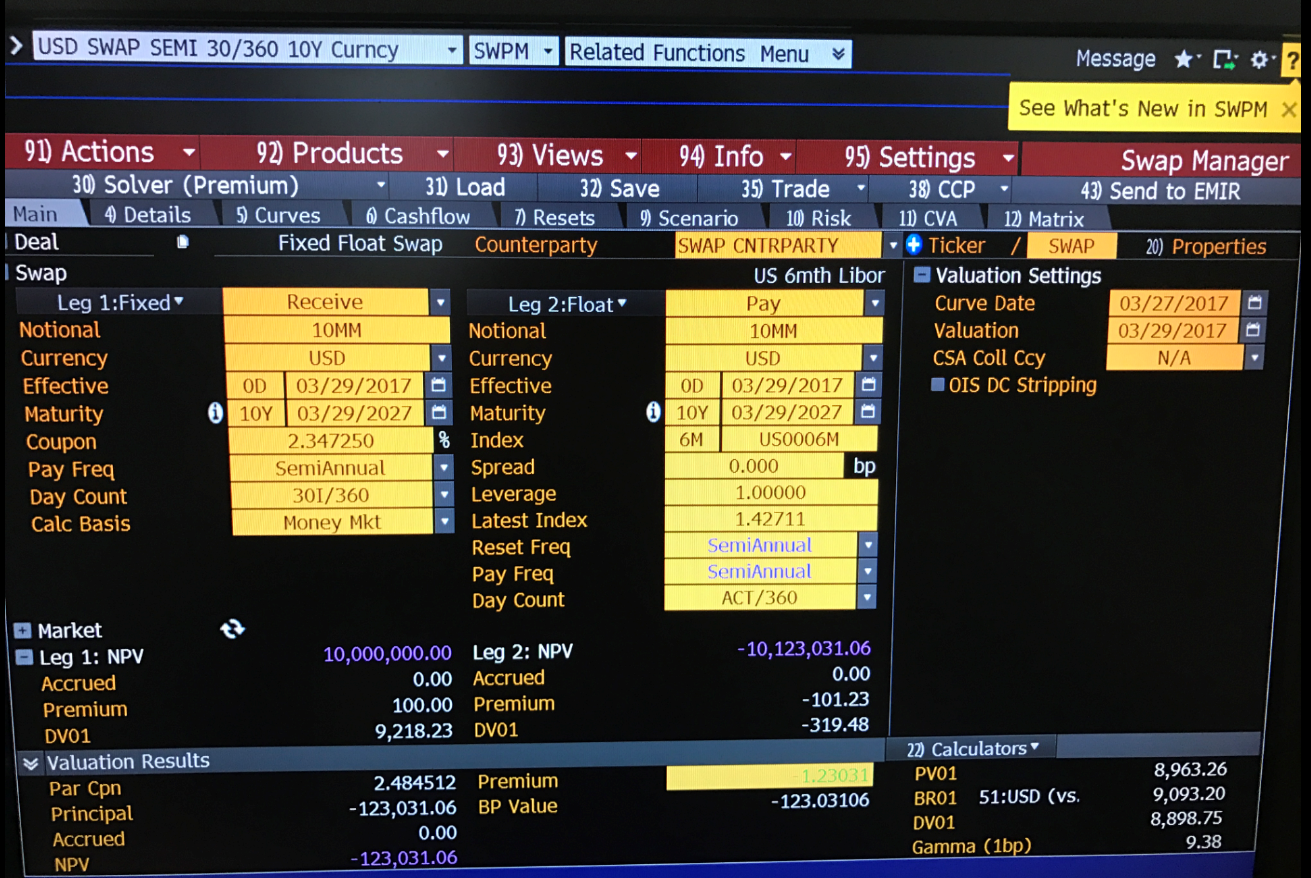 USD SWAP SEMI 30/360 10Y Curncy SWPM Related Functions Menu
Message ?
See What's New in SWPM ×
91) Actions 92) Products 93) Views 94) Info 95) Settings Swap Manager
30) Solver (Premium) 31) Load 32) Save 35) Trade 38) CCP 43) Send to EMIR
Main 4) Details 5) Curves 6) Cashflow 7) Resets 9) Scenario 10) Risk 11) CVA 12) Matrix
Deal Fixed Float Swap Counterparty SWAP CNTRPARTY Ticker / SWAP 20) Properties
Swap US 6mth Libor Valuation Settings
Leg 1:Fixed Receive Leg 2:Float Pay Curve Date 03/27/2017
Notional 10MM Notional 10MM Valuation 03/29/2017
Currency USD Currency USD CSA Coll Ccy N/A
Effective 0D 03/29/2017 Effective 0D 03/29/2017 OIS DC Stripping
Maturity 10Y 03/29/2027 Maturity 10Y 03/29/2027
Coupon 2.347250 % Index 6M US0006M
Pay Freq SemiAnnual Spread 0.000 bp
Day Count 30I/360 Leverage 1.00000
Calc Basis Money Mkt Latest Index 1.42711
Reset Freq SemiAnnual
Pay Freq SemiAnnual
Day Count ACT/360
Market
Leg 1: NPV 10,000,000.00 Leg 2: NPV -10,123,031.06
Accrued 0.00 Accrued 0.00
Premium 100.00 Premium -101.23
DV01 9,218.23 DV01 -319.48
Valuation Results 22) Calculators
Par Cpn 2.484512 Premium -1.23031 PV01 8,963.26
Principal -123,031.06 BP Value -123.03106 BR01 51:USD (vs. 9,093.20
Accrued 0.00 DV01 8,898.75
NPV -123,031.06 Gamma (1bp) 9.38